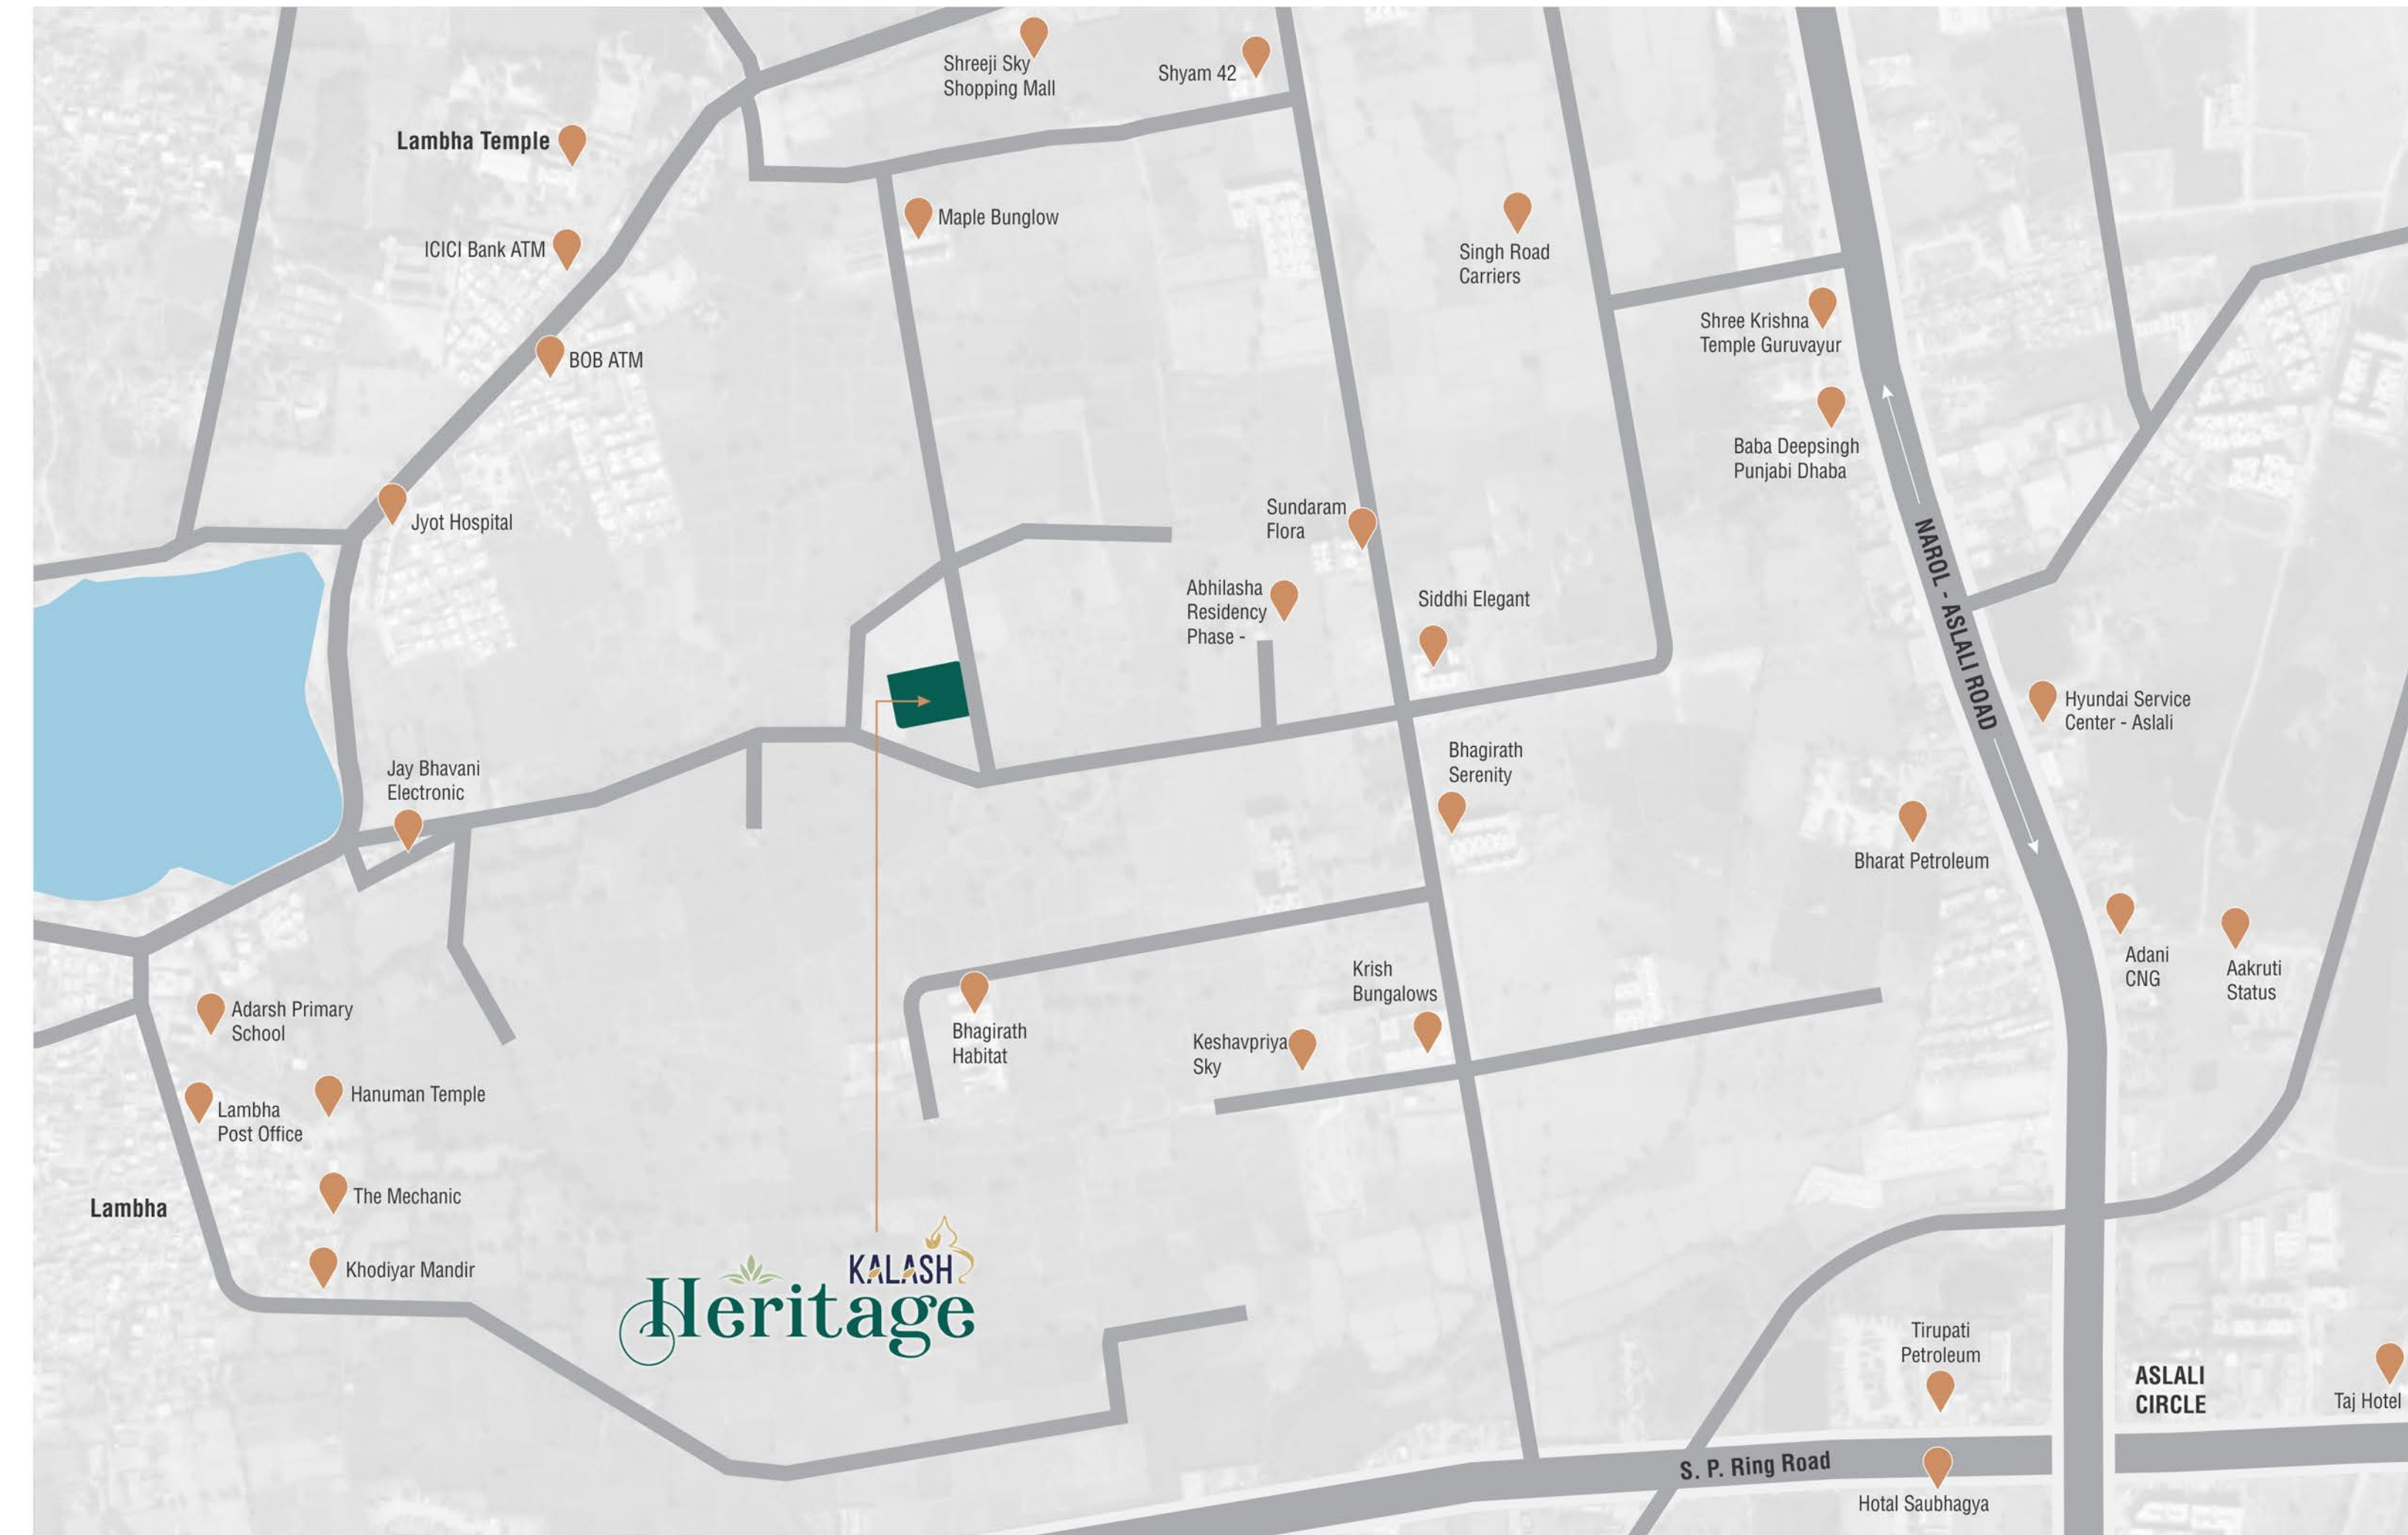 Shreeji Sky
Shopping Mall
Shyam 42
Lambha Temple
ICICI Bank ATM
Maple Bunglow
Singh Road
Carriers
BOB ATM
Shree Krishna
Temple Guruvayur
Baba Deepsingh
Punjabi Dhaba
Jyot Hospital
Sundaram
Flora
NAROL - ASLALI ROAD
Abhilasha
Residency
Phase -
Siddhi Elegant
Hyundai Service
Center - Aslali
Jay Bhavani
Electronic
Bhagirath
Serenity
Bharat Petroleum
Adani
CNG
Aakruti
Status
Adarsh Primary
School
Bhagirath
Habitat
Krish
Bungalows
Keshavpriya
Sky
Hanuman Temple
Lambha
Post Office
The Mechanic
Lambha
Khodiyar Mandir
KALASH
Heritage
Tirupati
Petroleum
ASLALI
CIRCLE
Taj Hotel
S. P. Ring Road
Hotal Saubhagya